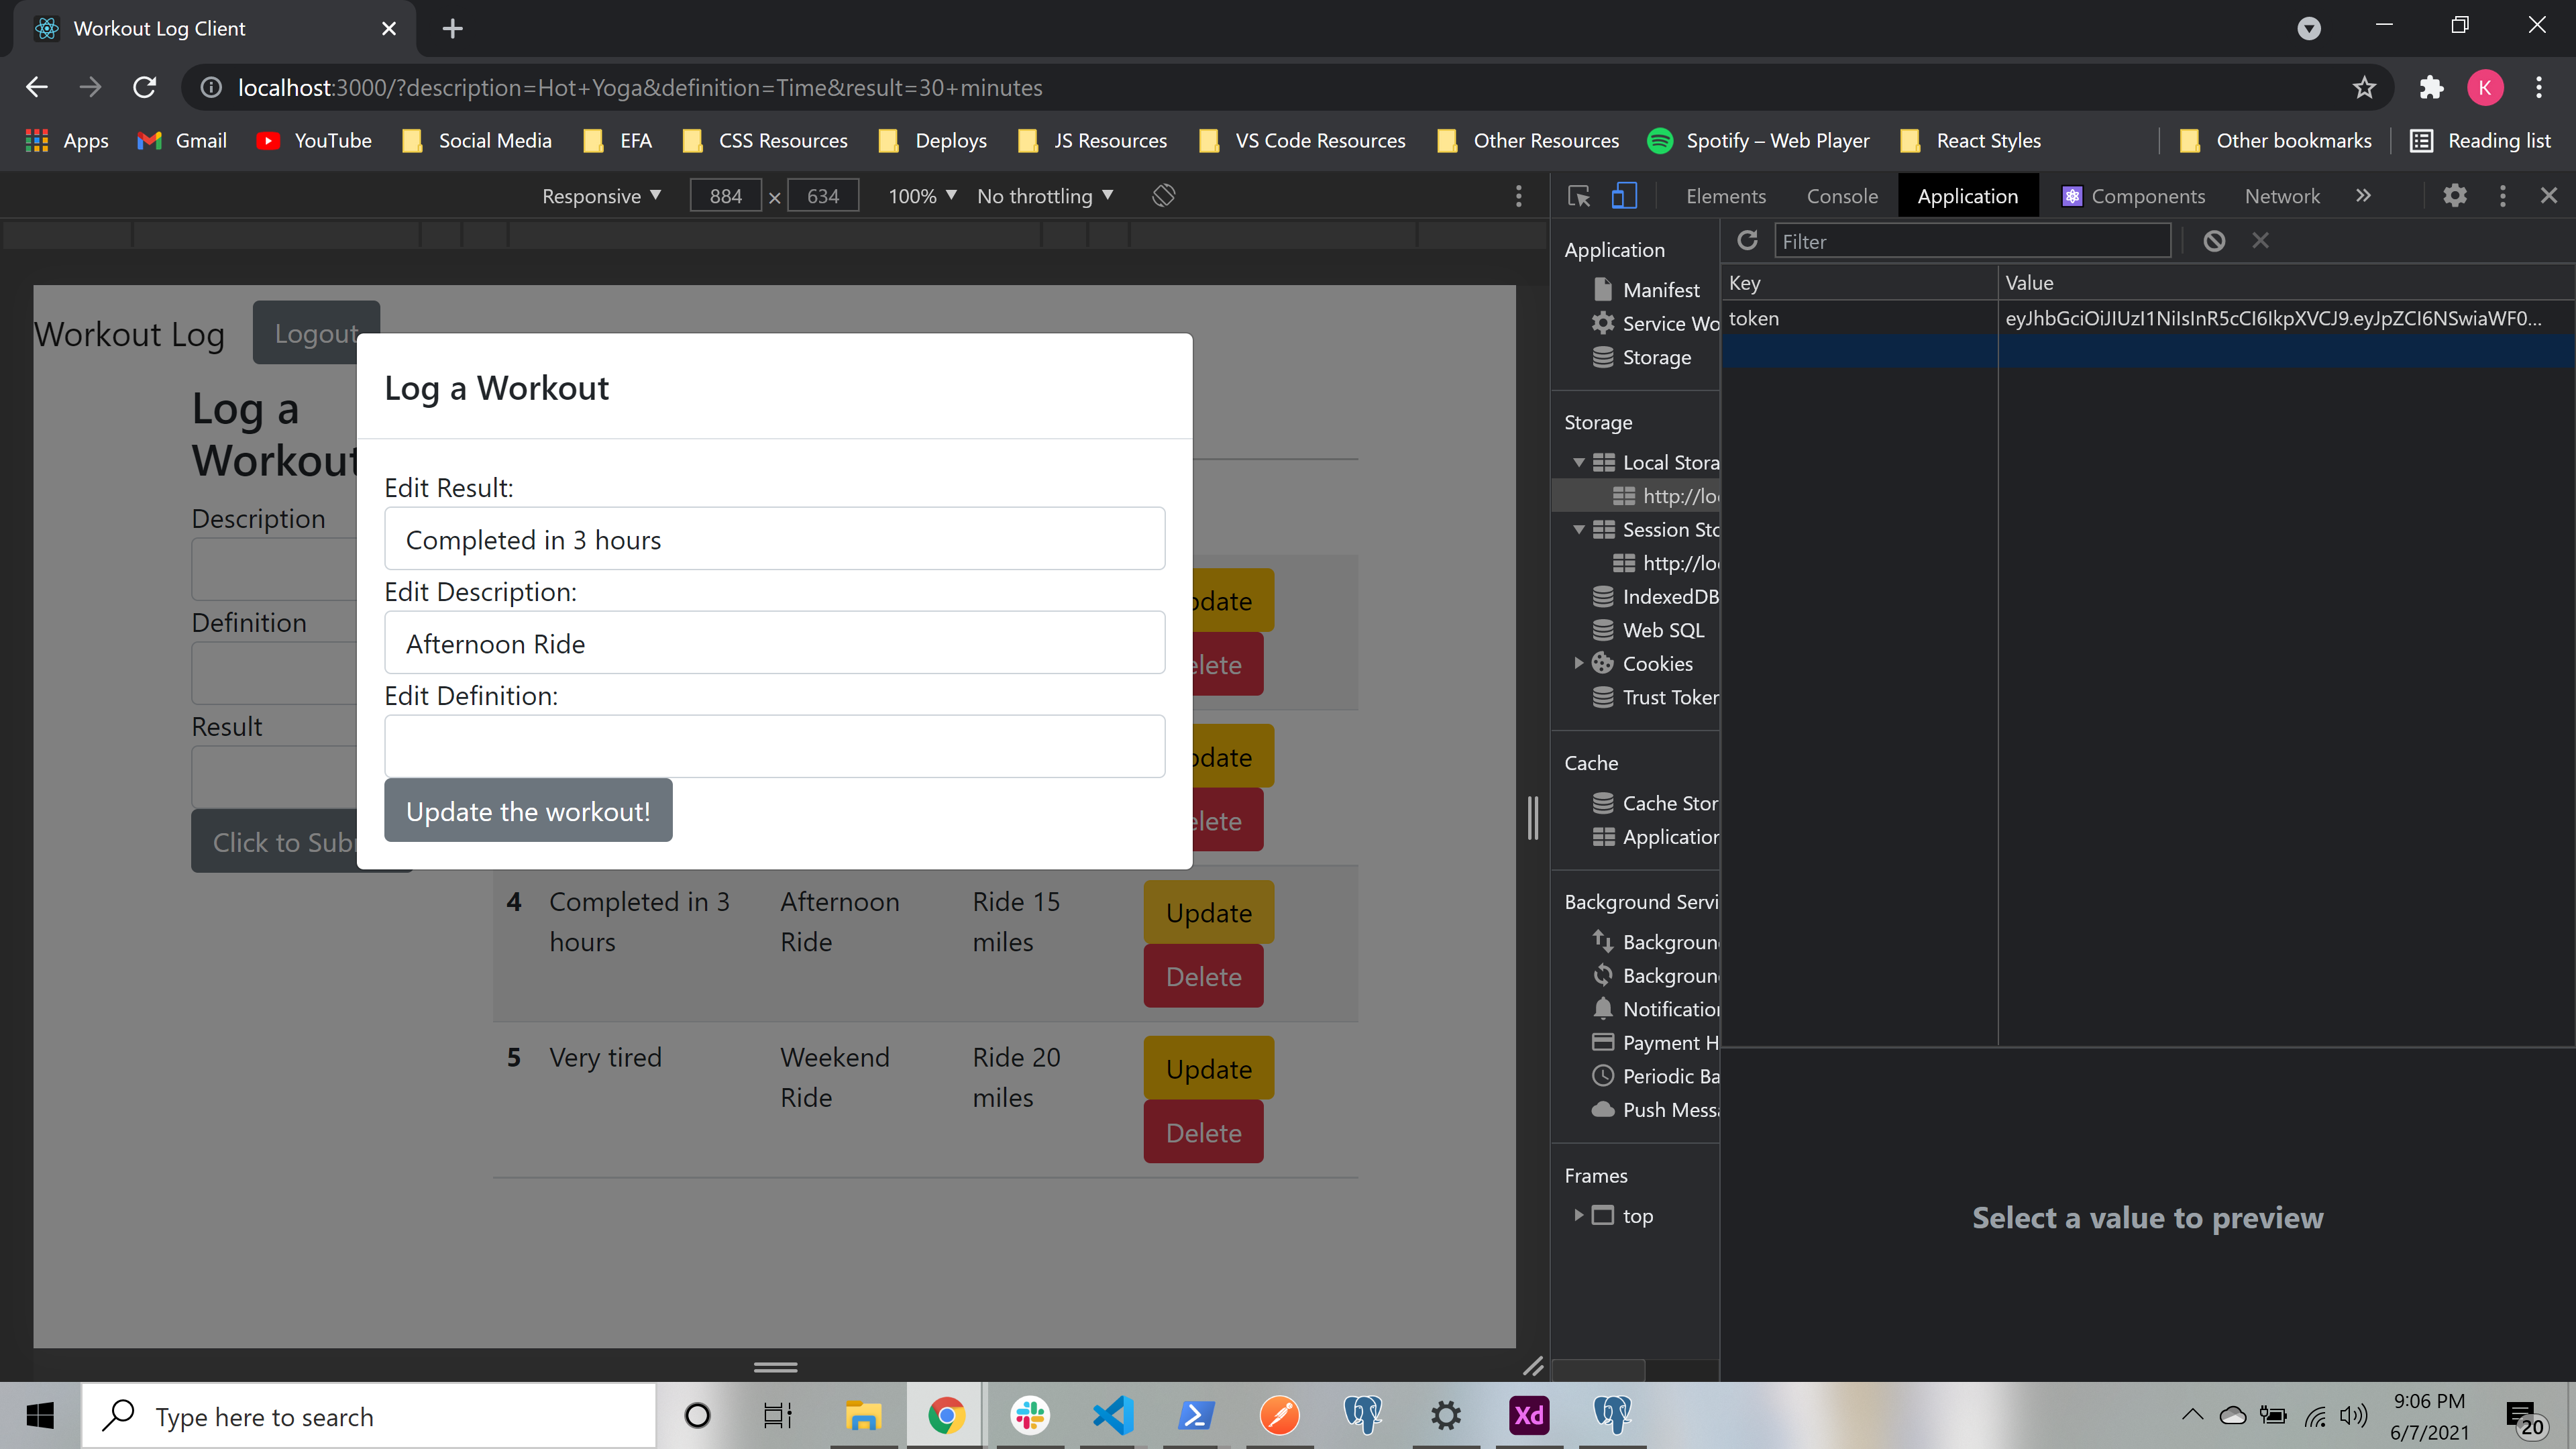 Workout Log Client
localhost:3000/?description=Hot+Yoga&definition=Time&result=30+minutes
K
Apps Gmail YouTube Social Media EFA CSS Resources Deploys JS Resources VS Code Resources Other Resources Spotify – Web Player React Styles Other bookmarks Reading list
Responsive 884 × 634 100% No throttling
Elements Console Application Components Network
Filter
Key Value
token eyJhbGciOiJIUzI1NiIsInR5cCI6IkpXVCJ9.eyJpZCI6NSwiaWF0...
Application
Manifest
Service Wo
Storage
Storage
Local Stora
http://lo
Session Sto
http://lo
IndexedDB
Web SQL
Cookies
Trust Token
Cache
Cache Stor
Application
Background Servi
Background
Background
Notification
Payment H
Periodic Ba
Push Messa
Frames
top
Select a value to preview
Workout Log Logout
Log a
Workout
Description
Definition
Result
Click to Sub
Log a Workout
Edit Result:
Completed in 3 hours
Edit Description:
Afternoon Ride
Edit Definition:
Update the workout!
pdate
elete
pdate
elete
4 Completed in 3 hours Afternoon Ride Ride 15 miles Update
Delete
5 Very tired Weekend Ride Ride 20 miles Update
Delete
Type here to search
Xd
9:06 PM
6/7/2021
20